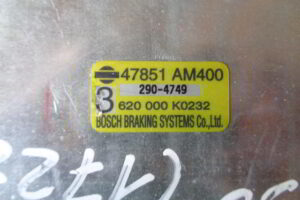 47851 AM400
290-4749
3 620 000 K0232
BOSCH BRAKING SYSTEMS Co.,Ltd.